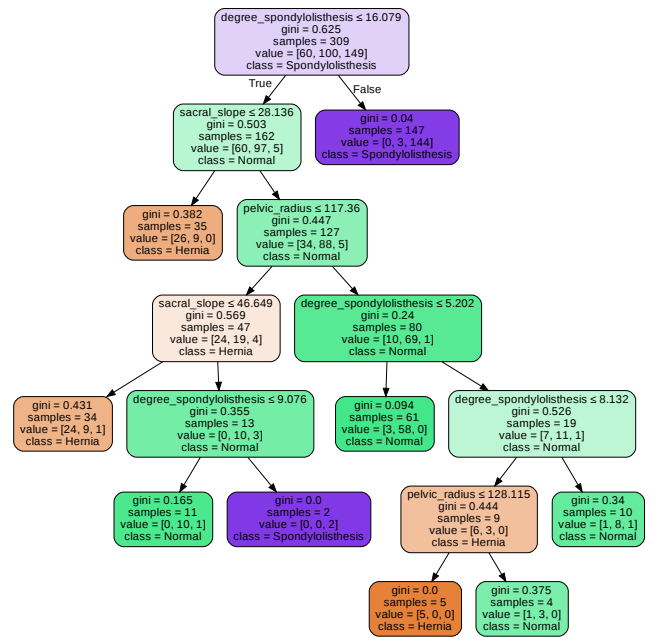 degree_spondylolisthesis ≤ 16.079
gini = 0.625
samples = 309
value = [60, 100, 149]
class = Spondylolisthesis
True
False
sacral_slope ≤ 28.136
gini = 0.503
samples = 162
value = [60, 97, 5]
class = Normal
gini = 0.04
samples = 147
value = [0, 3, 144]
class = Spondylolisthesis
gini = 0.382
samples = 35
value = [26, 9, 0]
class = Hernia
pelvic_radius ≤ 117.36
gini = 0.447
samples = 127
value = [34, 88, 5]
class = Normal
sacral_slope ≤ 46.649
gini = 0.569
samples = 47
value = [24, 19, 4]
class = Hernia
degree_spondylolisthesis ≤ 5.202
gini = 0.24
samples = 80
value = [10, 69, 1]
class = Normal
gini = 0.431
samples = 34
value = [24, 9, 1]
class = Hernia
degree_spondylolisthesis ≤ 9.076
gini = 0.355
samples = 13
value = [0, 10, 3]
class = Normal
gini = 0.094
samples = 61
value = [3, 58, 0]
class = Normal
degree_spondylolisthesis ≤ 8.132
gini = 0.526
samples = 19
value = [7, 11, 1]
class = Normal
gini = 0.165
samples = 11
value = [0, 10, 1]
class = Normal
gini = 0.0
samples = 2
value = [0, 0, 2]
class = Spondylolisthesis
pelvic_radius ≤ 128.115
gini = 0.444
samples = 9
value = [6, 3, 0]
class = Hernia
gini = 0.34
samples = 10
value = [1, 8, 1]
class = Normal
gini = 0.0
samples = 5
value = [5, 0, 0]
class = Hernia
gini = 0.375
samples = 4
value = [1, 3, 0]
class = Normal